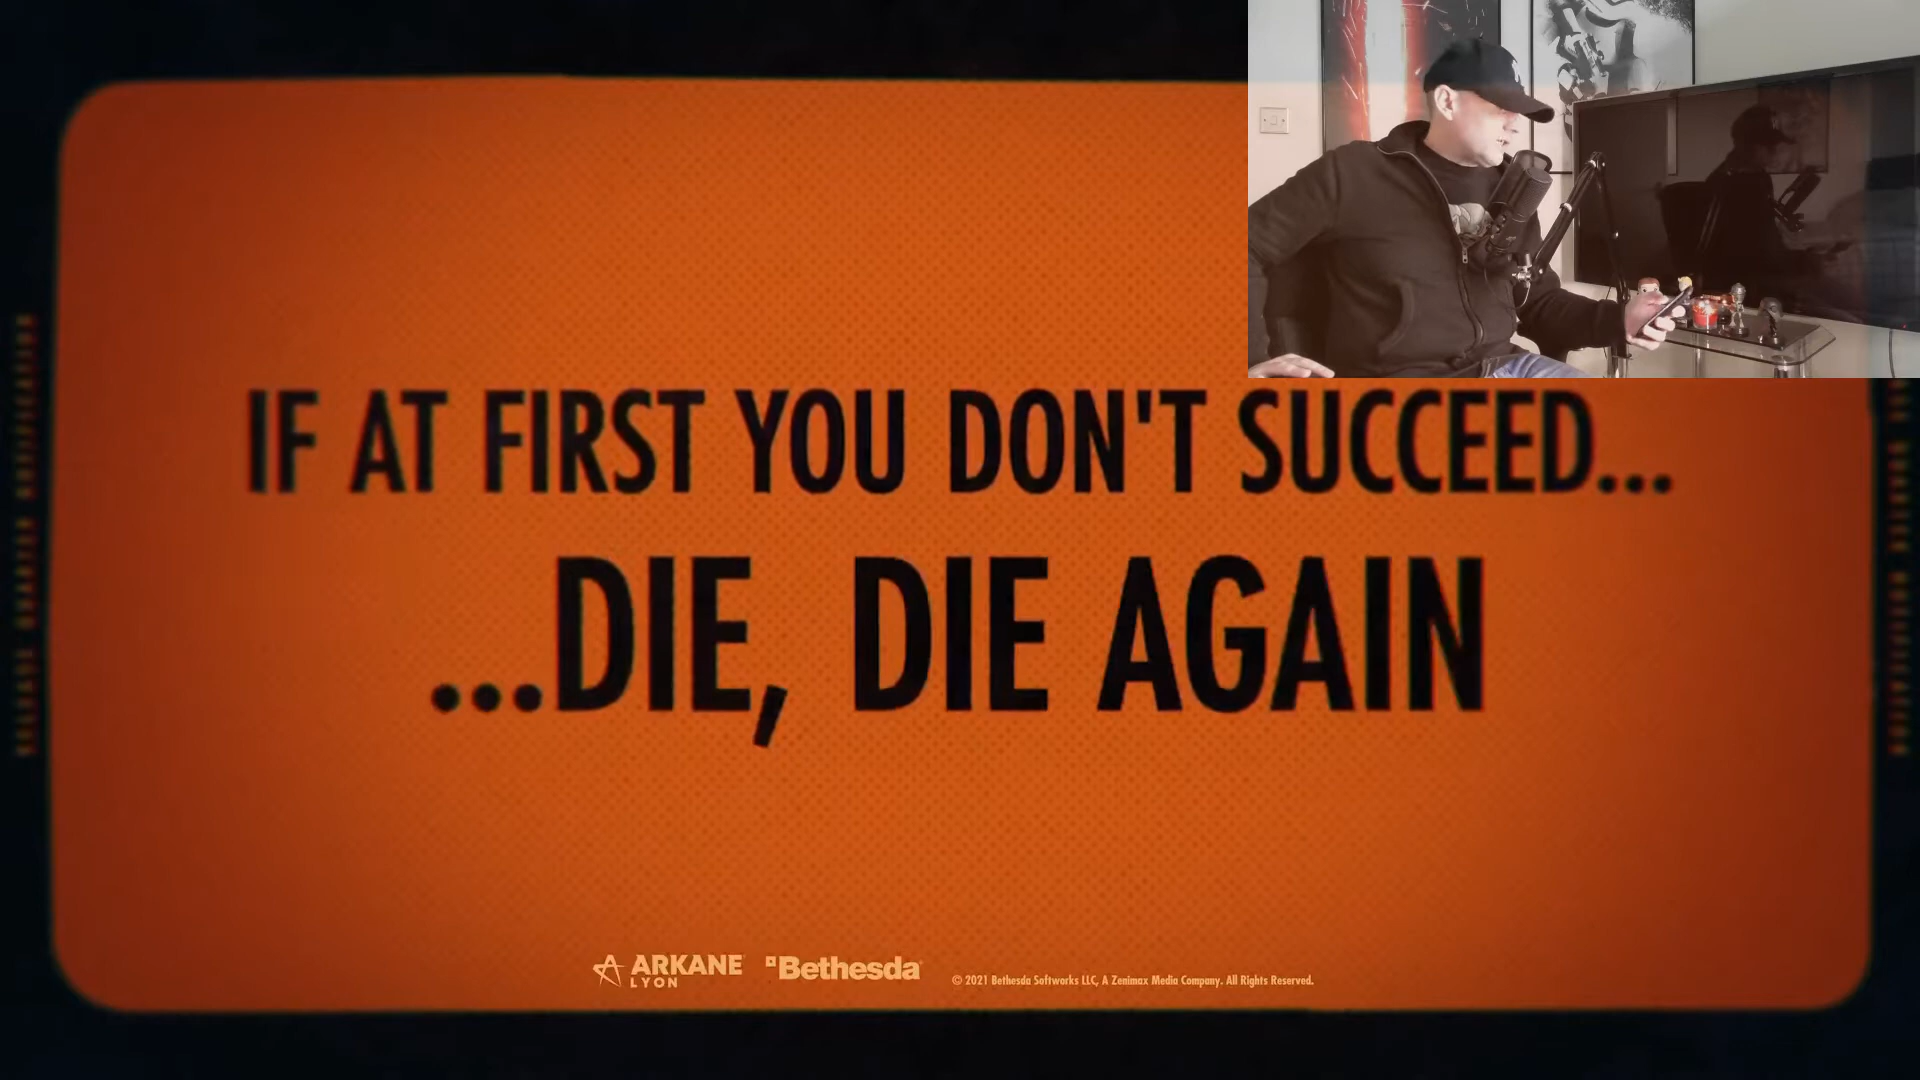 IF AT FIRST YOU DON'T SUCCEED...
...DIE, DIE AGAIN
ARKANE
LYON
Bethesda
© 2021 Bethesda Softworks LLC, A Zenimax Media Company. All Rights Reserved.